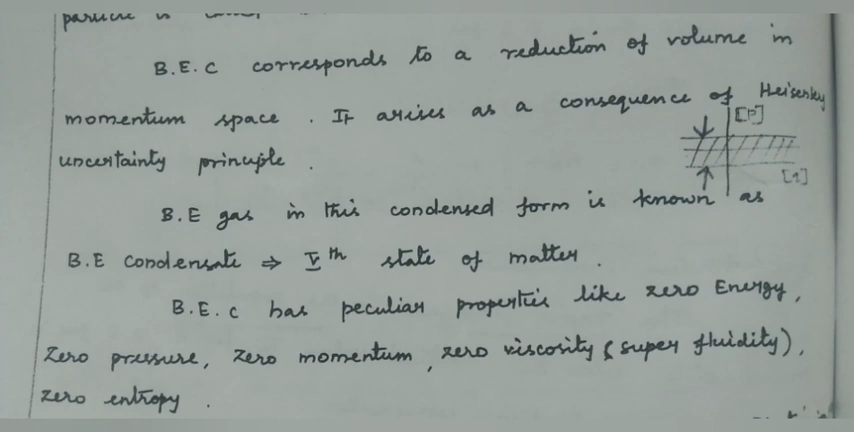 particle is
B.E.C corresponds to a reduction of volume in
momentum space . It arises as a consequence of Heisenberg
[P]
uncertainty principle .
[q]
B.E gas in this condensed form is known as
B.E Condensate ⇒ Vth state of matter .
B.E.C has peculiar properties like zero Energy,
Zero pressure, Zero momentum, zero viscosity (super fluidity),
zero entropy .